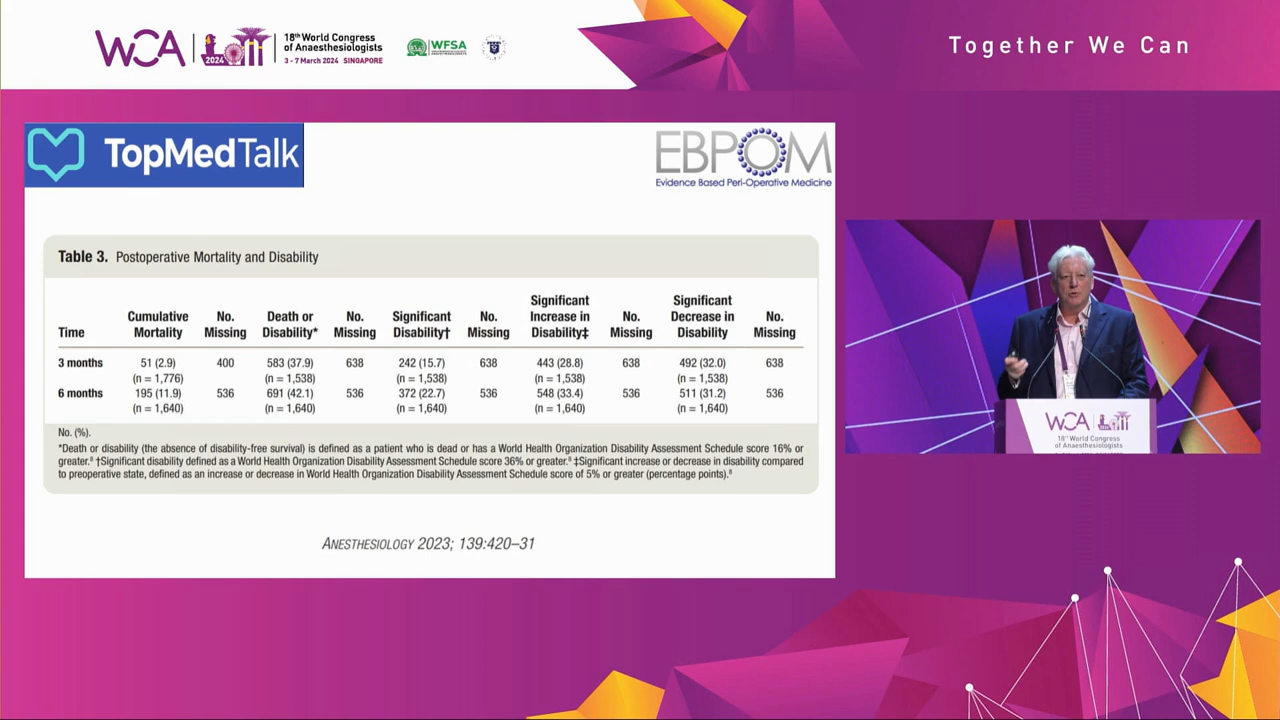 WCA
2024
18th World Congress
of Anaesthesiologists
3 - 7 March 2024 SINGAPORE
WFSA
Together We Can
TopMedTalk
EBPOM
Evidence Based Peri-Operative Medicine
Table 3. Postoperative Mortality and Disability
Time Cumulative Mortality No. Missing Death or Disability* No. Missing Significant Disability† No. Missing Significant Increase in Disability‡ No. Missing Significant Decrease in Disability No. Missing
3 months 51 (2.9) 400 583 (37.9) 638 242 (15.7) 638 443 (28.8) 638 492 (32.0) 638
(n = 1,776) (n = 1,538) (n = 1,538) (n = 1,538) (n = 1,538)
6 months 195 (11.9) 536 691 (42.1) 536 372 (22.7) 536 548 (33.4) 536 511 (31.2) 536
(n = 1,640) (n = 1,640) (n = 1,640) (n = 1,640) (n = 1,640)
No. (%).
*Death or disability (the absence of disability-free survival) is defined as a patient who is dead or has a World Health Organization Disability Assessment Schedule score 16% or
greater.⁸ †Significant disability defined as a World Health Organization Disability Assessment Schedule score 36% or greater.⁸ ‡Significant increase or decrease in disability compared
to preoperative state, defined as an increase or decrease in World Health Organization Disability Assessment Schedule score of 5% or greater (percentage points).⁸
ANESTHESIOLOGY 2023; 139:420–31
WCA
18th World Congress
of Anaesthesiologists